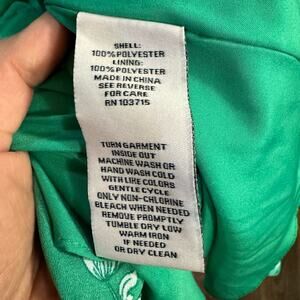 SHELL:
100% POLYESTER
LINING:
100% POLYESTER
MADE IN CHINA
SEE REVERSE
FOR CARE
RN 103715
TURN GARMENT
INSIDE OUT
MACHINE WASH OR
HAND WASH COLD
WITH LIKE COLORS
GENTLE CYCLE
ONLY NON-CHLORINE
BLEACH WHEN NEEDED
REMOVE PROMPTLY
TUMBLE DRY LOW
WARM IRON
IF NEEDED
OR DRY CLEAN